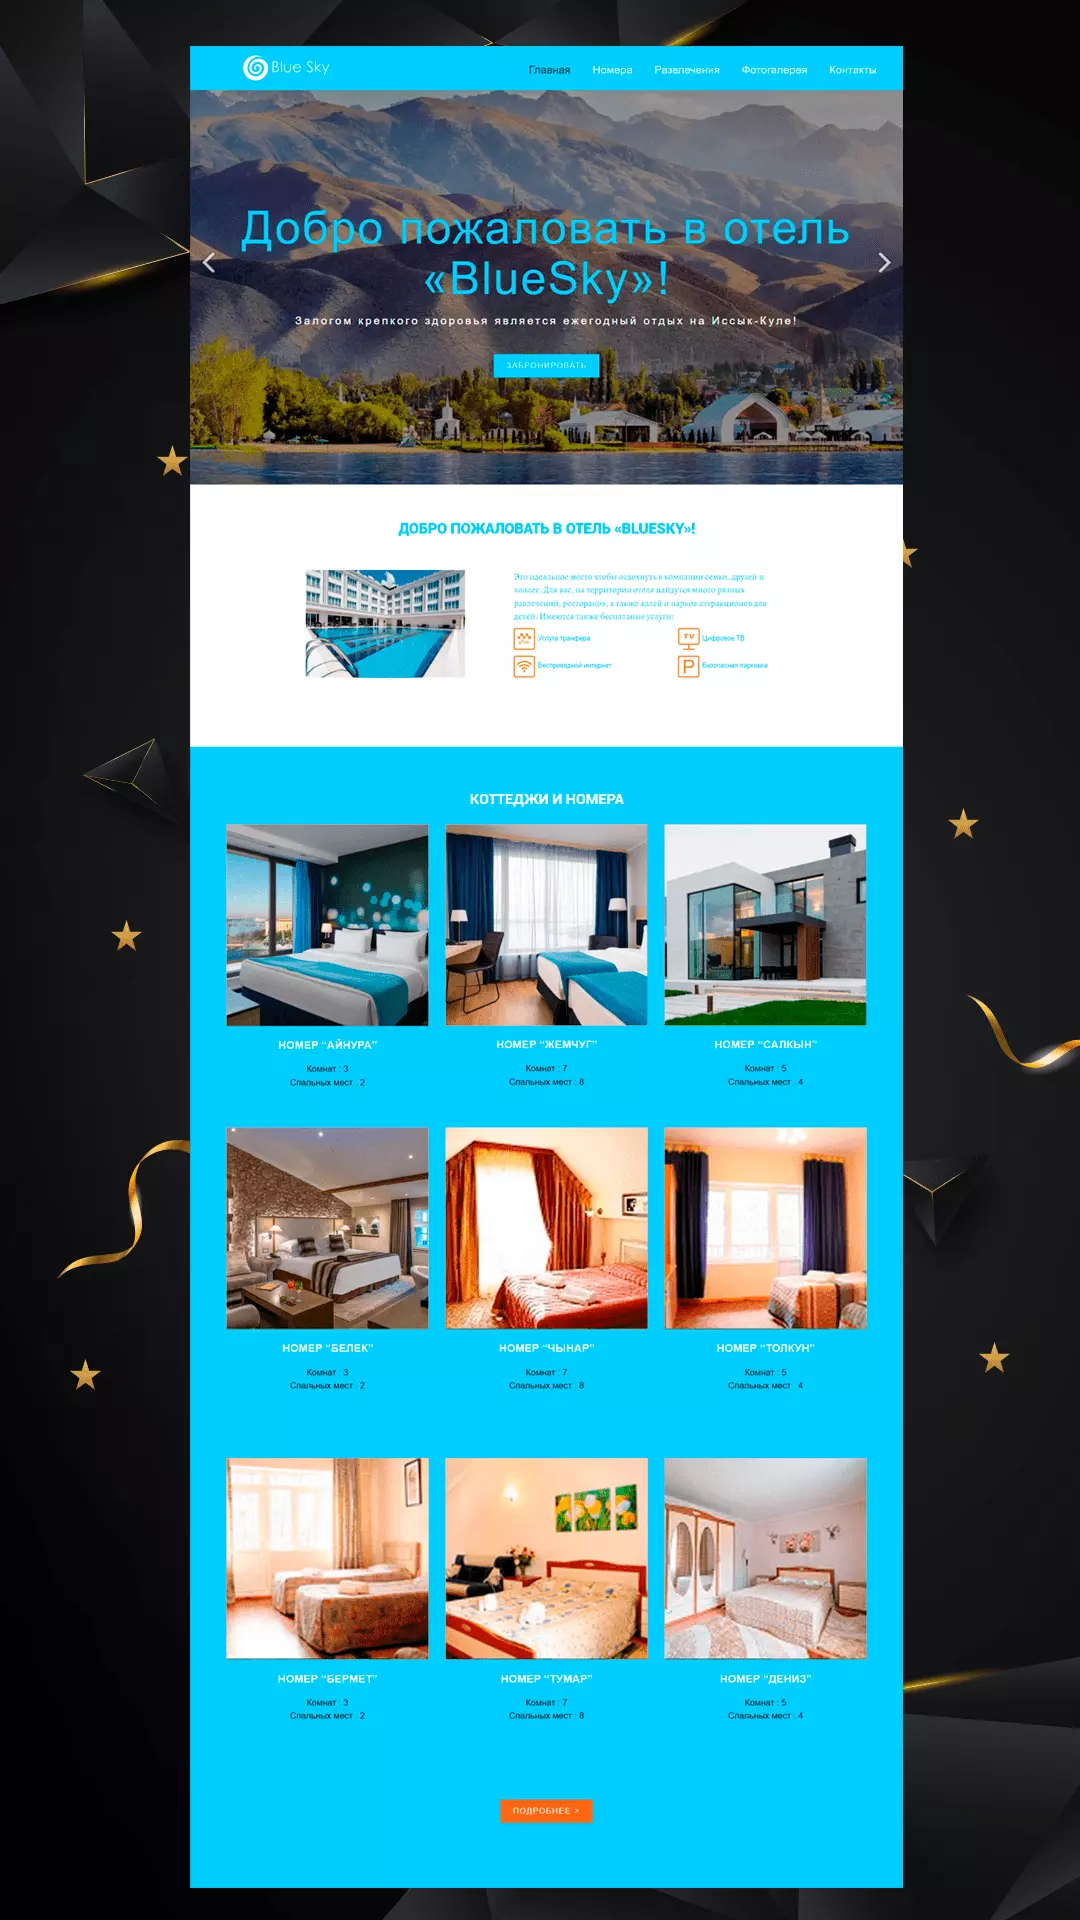 Blue Sky
Главная Номера Развлечения Фотогалерея Контакты
Добро пожаловать в отель
«BlueSky»!
Залогом крепкого здоровья является ежегодный отдых на Иссык-Куле!
ЗАБРОНИРОВАТЬ
ДОБРО ПОЖАЛОВАТЬ В ОТЕЛЬ «BLUESKY»!
Это идеальное место чтобы отдохнуть в компании семьи, друзей и
коллег. Для вас, на территории отеля найдутся много разных
равлечений, ресторанов, а также аллей и парков аттракционов для
детей. Имеются также бесплтаные услуги:
Услуга транфера
TV Цифровое ТВ
Беспроводной интернет
P Безопасная парковка
КОТТЕДЖИ И НОМЕРА
НОМЕР “АЙНУРА”
Комнат : 3
Спальных мест : 2
НОМЕР “ЖЕМЧУГ”
Комнат : 7
Спальных мест : 8
НОМЕР “САЛКЫН”
Комнат : 5
Спальных мест : 4
НОМЕР “БЕЛЕК”
Комнат : 3
Спальных мест : 2
НОМЕР “ЧЫНАР”
Комнат : 7
Спальных мест : 8
НОМЕР “ТОЛКУН”
Комнат : 5
Спальных мест : 4
НОМЕР “БЕРМЕТ”
Комнат : 3
Спальных мест : 2
НОМЕР “ТУМАР”
Комнат : 7
Спальных мест : 8
НОМЕР “ДЕНИЗ”
Комнат : 5
Спальных мест : 4
ПОДРОБНЕЕ >